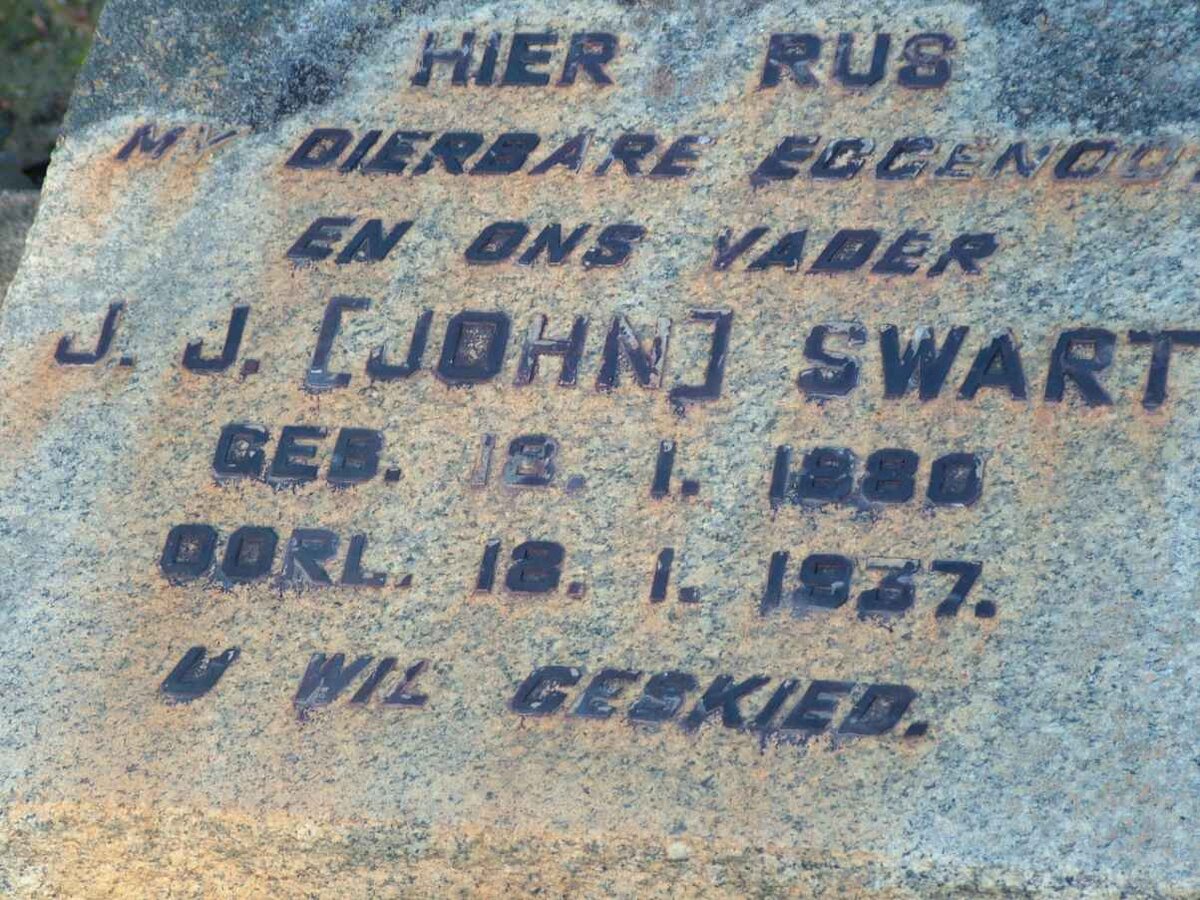 HIER RUS
MY DIERBARE EGGENOO
EN ONS VADER
J. J. [JOHN] SWART
GEB. 18. 1. 1880
OORL. 18. 1. 1937.
U WIL GESKIED.